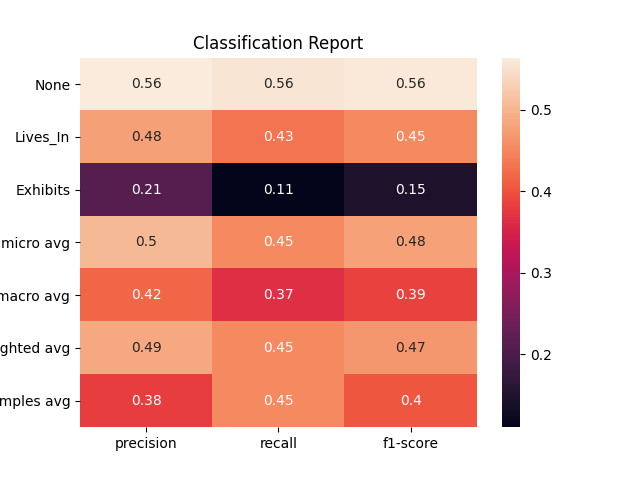 Classification Report
None 0.56 0.56 0.56
Lives_In 0.48 0.43 0.45
Exhibits 0.21 0.11 0.15
micro avg 0.5 0.45 0.48
macro avg 0.42 0.37 0.39
ghted avg 0.49 0.45 0.47
mples avg 0.38 0.45 0.4
precision recall f1-score
0.5
0.4
0.3
0.2